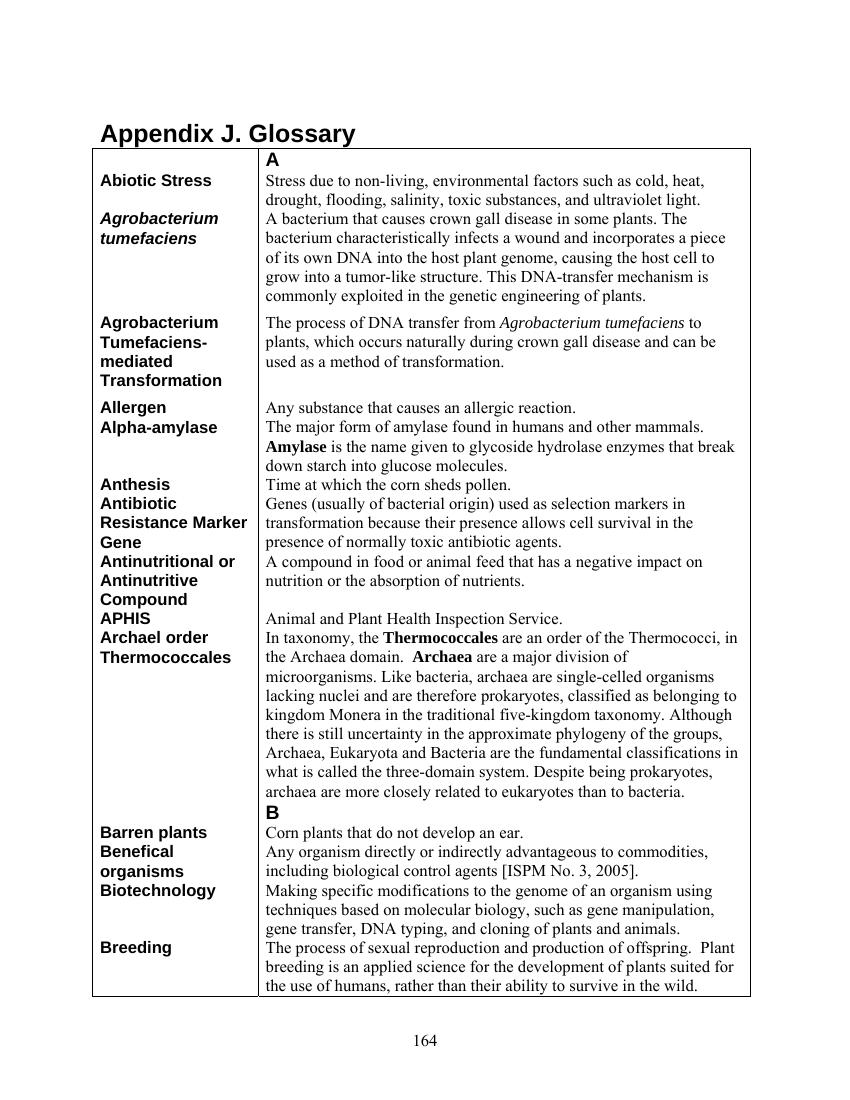 Appendix J. Glossary
A
Abiotic Stress Stress due to non-living, environmental factors such as cold, heat,
drought, flooding, salinity, toxic substances, and ultraviolet light.
Agrobacterium A bacterium that causes crown gall disease in some plants. The
tumefaciens bacterium characteristically infects a wound and incorporates a piece
of its own DNA into the host plant genome, causing the host cell to
grow into a tumor-like structure. This DNA-transfer mechanism is
commonly exploited in the genetic engineering of plants.
Agrobacterium The process of DNA transfer from Agrobacterium tumefaciens to
Tumefaciens- plants, which occurs naturally during crown gall disease and can be
mediated used as a method of transformation.
Transformation
Allergen Any substance that causes an allergic reaction.
Alpha-amylase The major form of amylase found in humans and other mammals.
Amylase is the name given to glycoside hydrolase enzymes that break
down starch into glucose molecules.
Anthesis Time at which the corn sheds pollen.
Antibiotic Genes (usually of bacterial origin) used as selection markers in
Resistance Marker transformation because their presence allows cell survival in the
Gene presence of normally toxic antibiotic agents.
Antinutritional or A compound in food or animal feed that has a negative impact on
Antinutritive nutrition or the absorption of nutrients.
Compound
APHIS Animal and Plant Health Inspection Service.
Archael order In taxonomy, the Thermococcales are an order of the Thermococci, in
Thermococcales the Archaea domain. Archaea are a major division of
microorganisms. Like bacteria, archaea are single-celled organisms
lacking nuclei and are therefore prokaryotes, classified as belonging to
kingdom Monera in the traditional five-kingdom taxonomy. Although
there is still uncertainty in the approximate phylogeny of the groups,
Archaea, Eukaryota and Bacteria are the fundamental classifications in
what is called the three-domain system. Despite being prokaryotes,
archaea are more closely related to eukaryotes than to bacteria.
B
Barren plants Corn plants that do not develop an ear.
Benefical Any organism directly or indirectly advantageous to commodities,
organisms including biological control agents [ISPM No. 3, 2005].
Biotechnology Making specific modifications to the genome of an organism using
techniques based on molecular biology, such as gene manipulation,
gene transfer, DNA typing, and cloning of plants and animals.
Breeding The process of sexual reproduction and production of offspring. Plant
breeding is an applied science for the development of plants suited for
the use of humans, rather than their ability to survive in the wild.
164